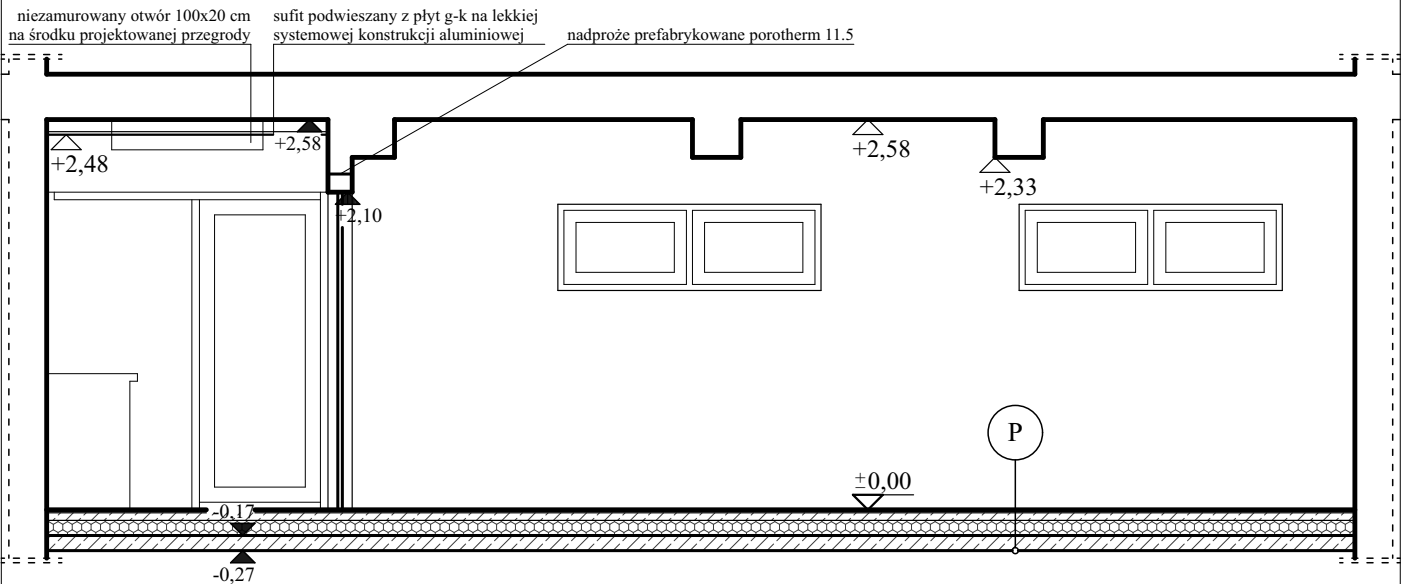 niezamurowany otwór 100x20 cm
na środku projektowanej przegrody
sufit podwieszany z płyt g-k na lekkiej
systemowej konstrukcji aluminiowej
nadproże prefabrykowane porotherm 11.5
+2,48
+2,58
+2,10
+2,58
+2,33
P
±0,00
-0,17
-0,27